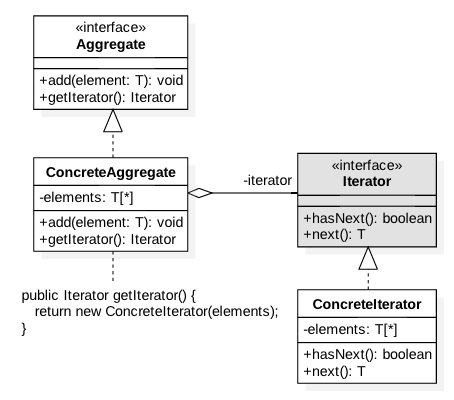 «interface»
Aggregate
+add(element: T): void
+getIterator(): Iterator
ConcreteAggregate
-elements: T[*]
+add(element: T): void
+getIterator(): Iterator
-iterator
«interface»
Iterator
+hasNext(): boolean
+next(): T
public Iterator getIterator() {
return new ConcreteIterator(elements);
}
ConcreteIterator
-elements: T[*]
+hasNext(): boolean
+next(): T